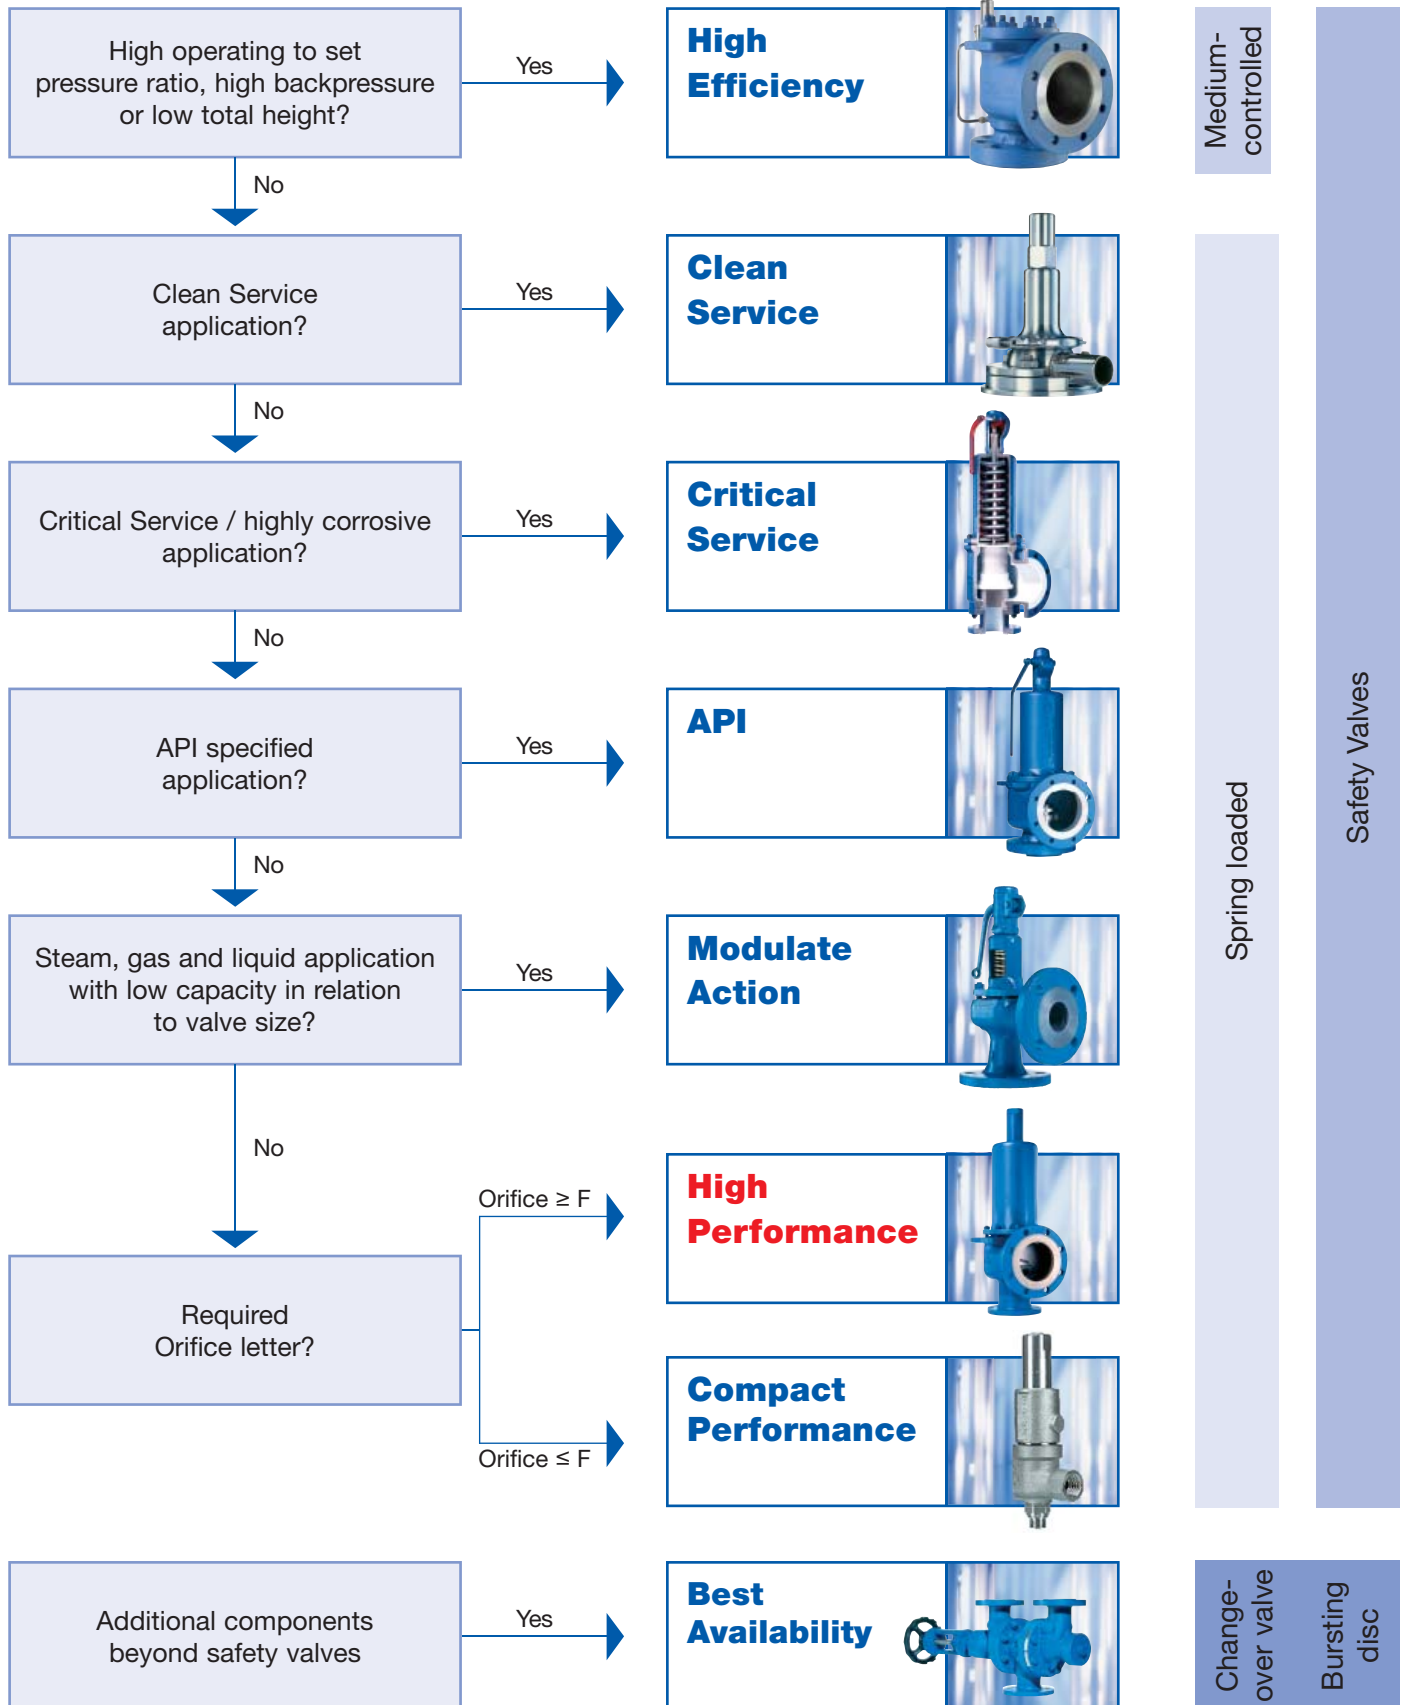 High operating to set
pressure ratio, high backpressure
or low total height?
Yes
High
Efficiency
Medium-
controlled
No
Clean Service
application?
Yes
Clean
Service
No
Critical Service / highly corrosive
application?
Yes
Critical
Service
No
API specified
application?
Yes
API
No
Steam, gas and liquid application
with low capacity in relation
to valve size?
Yes
Modulate
Action
No
Required
Orifice letter?
Orifice ≥ F
High
Performance
Orifice ≤ F
Compact
Performance
Spring loaded
Safety Valves
Additional components
beyond safety valves
Yes
Best
Availability
Change-
over valve
Bursting
disc